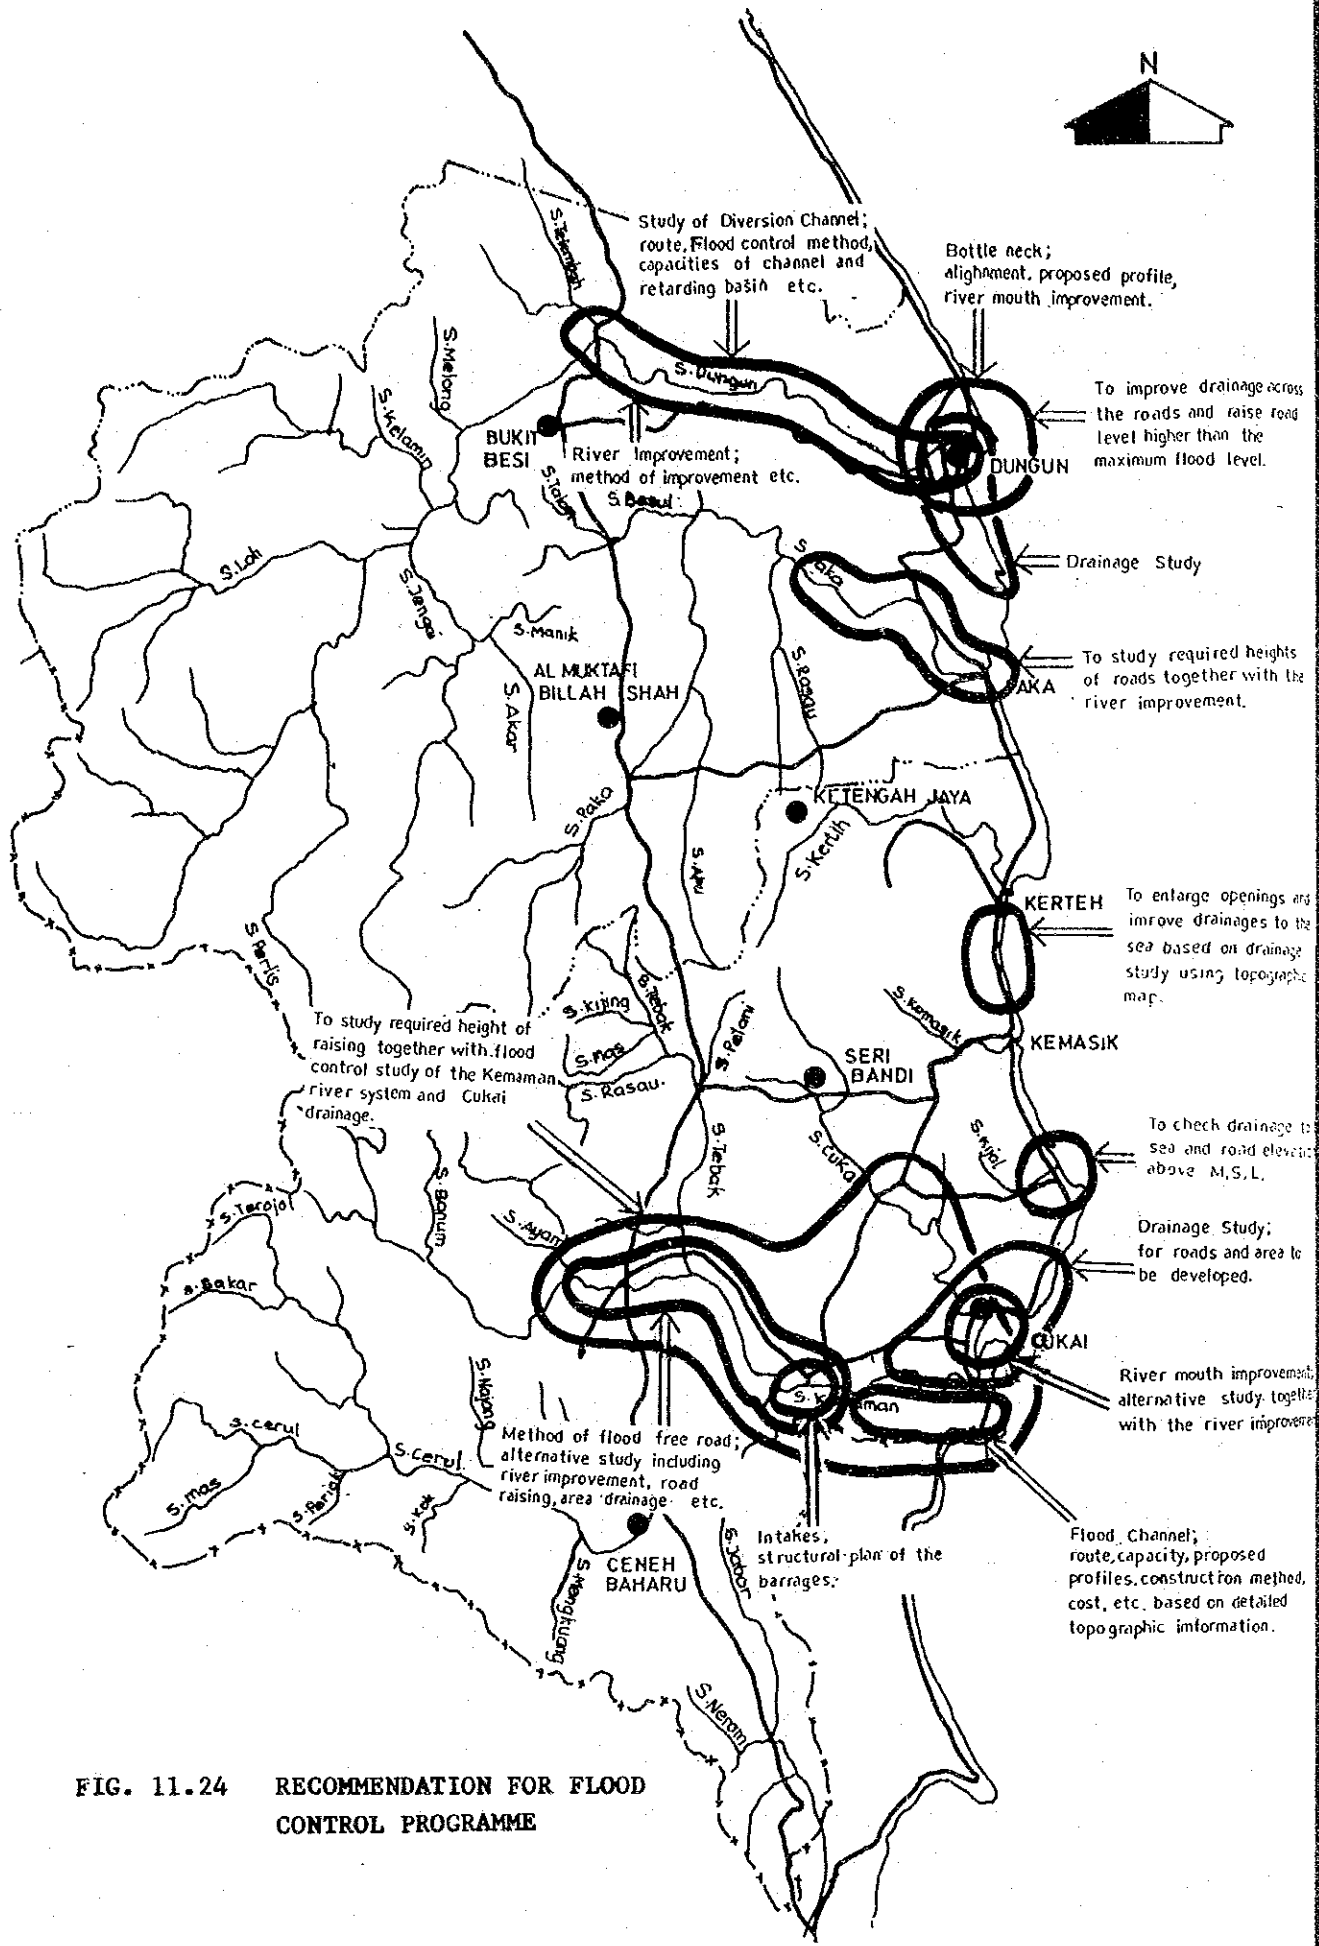 N
Study of Diversion Channel;
route, Flood control method,
capacities of channel and
retarding basin etc.
Bottle neck;
alighnment, proposed profile,
river mouth improvement.
To improve drainage across
the roads and raise road
level higher than the
maximum flood level.
S.Telembah
S.Melong
S.Kelamin
S.Dungun
BUKIT
BESI
River Improvement;
method of improvement etc.
DUNGUN
S.Talan
S.Besul
Drainage Study
S.Loh
S.Jengai
S.Paka
S.Manik
AL MUKTAFI
BILLAH SHAH
S.Akar
S.Rasau
To study required heights
of roads together with the
river improvement.
AKA
S.Paka
KETENGAH JAYA
S.Kertih
S.Apu
KERTEH
To enlarge openings and
imrove drainages to the
sea based on drainage
study using topographic
map.
S.Perlis
S.Kijing
S.Tebak
S.Mas
S.Pelani
S.Rasau.
S.Kemasik
KEMASIK
SERI
BANDI
To study required height of
raising together with flood
control study of the Kemaman
river system and Cukai
drainage.
To check drainage to
sea and road elevation
above M.S.L.
S.Tebak
S.Cukai
S.Kijal
S.Banum
S.Ayam
S.Terojol
S.Bakar
Drainage Study;
for roads and area to
be developed.
CUKAI
River mouth improvement,
alternative study together
with the river improvement
S.Najang
S.K
aman
S.Cerul
S.Cerul
S.Mas
S.Periak
S.Kok
Method of flood free road;
alternative study including
river improvement, road
raising, area drainage etc.
Intakes;
structural plan of the
barrages.
Flood Channel;
route, capacity, proposed
profiles, construction method,
cost, etc. based on detailed
topographic imformation.
CENEH
BAHARU
S.Jabor
S.Mengkuang
S.Neram
FIG. 11.24 RECOMMENDATION FOR FLOOD
CONTROL PROGRAMME